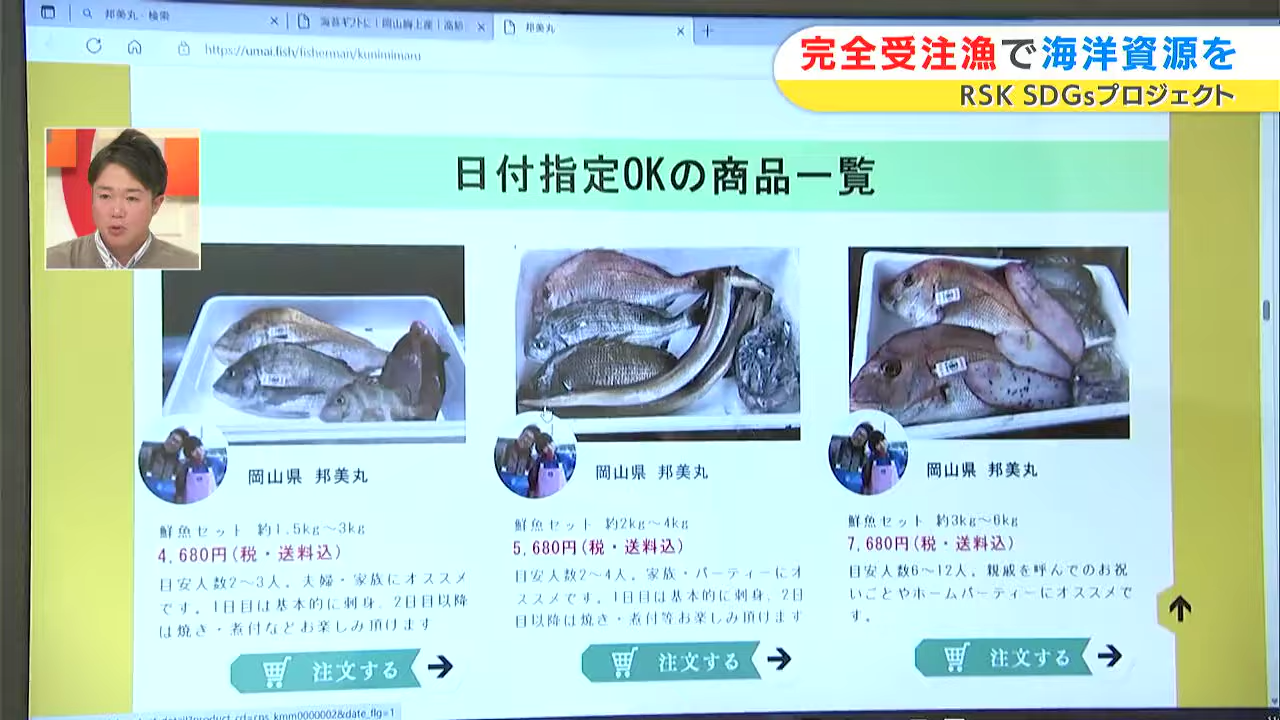 邦美丸 - 検索
海苔ギフトに｜岡山胸上産｜高級
邦美丸
https://umai.fish/fisherman/kunimimaru
完全受注漁で海洋資源を
RSK SDGsプロジェクト
日付指定OKの商品一覧
岡山県 邦美丸
鮮魚セット 約1.5kg～3kg
4,680円(税・送料込)
目安人数2～3人。夫婦・家族にオススメ
です。1日目は基本的に刺身、2日目以降
は焼き・煮付などお楽しみ頂けます
注文する
岡山県 邦美丸
鮮魚セット 約2kg～4kg
5,680円(税・送料込)
目安人数2～4人。家族・パーティーにオ
ススメです。1日目は基本的に刺身、2日
目以降は焼き・煮付等お楽しみ頂けます
注文する
岡山県 邦美丸
鮮魚セット 約3kg～6kg
7,680円(税・送料込)
目安人数6～12人。親戚を呼んでのお祝
いごとやホームパーティーにオススメで
す。
注文する
kmm0000002&date_flg=1